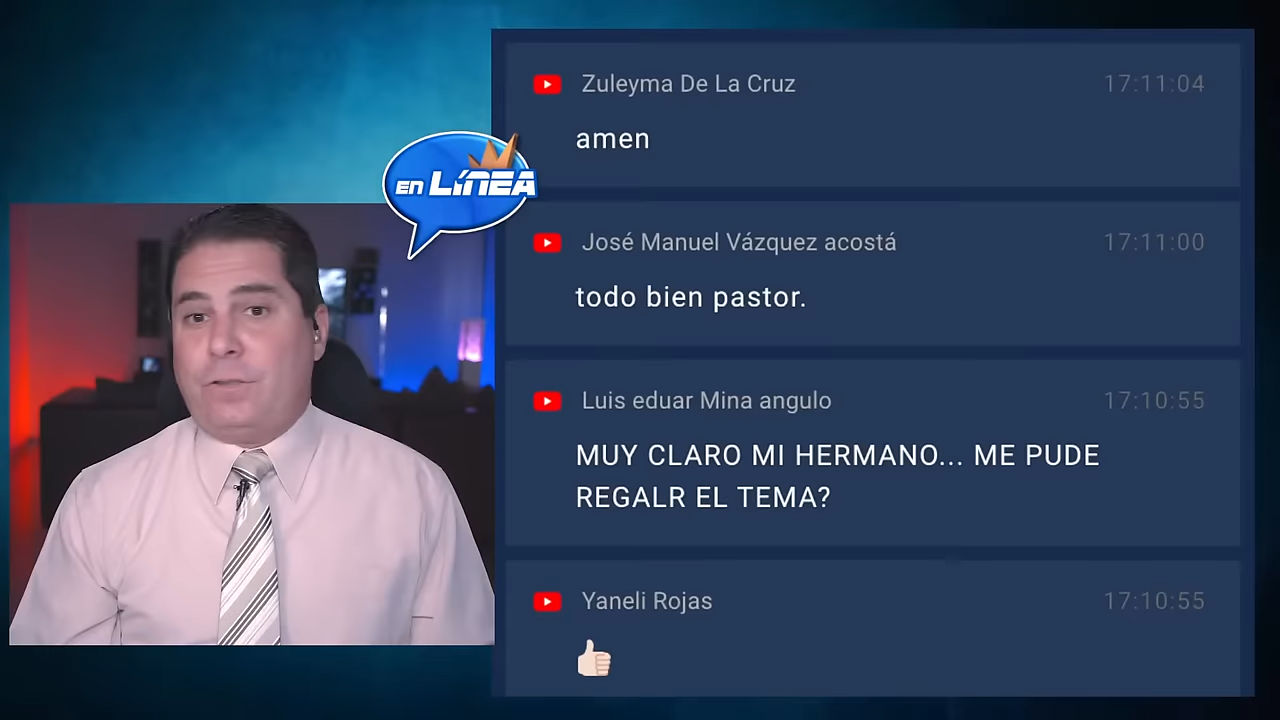 EN LÍNEA
Zuleyma De La Cruz 17:11:04
amen
José Manuel Vázquez acostá 17:11:00
todo bien pastor.
Luis eduar Mina angulo 17:10:55
MUY CLARO MI HERMANO... ME PUDE
REGALR EL TEMA?
Yaneli Rojas 17:10:55